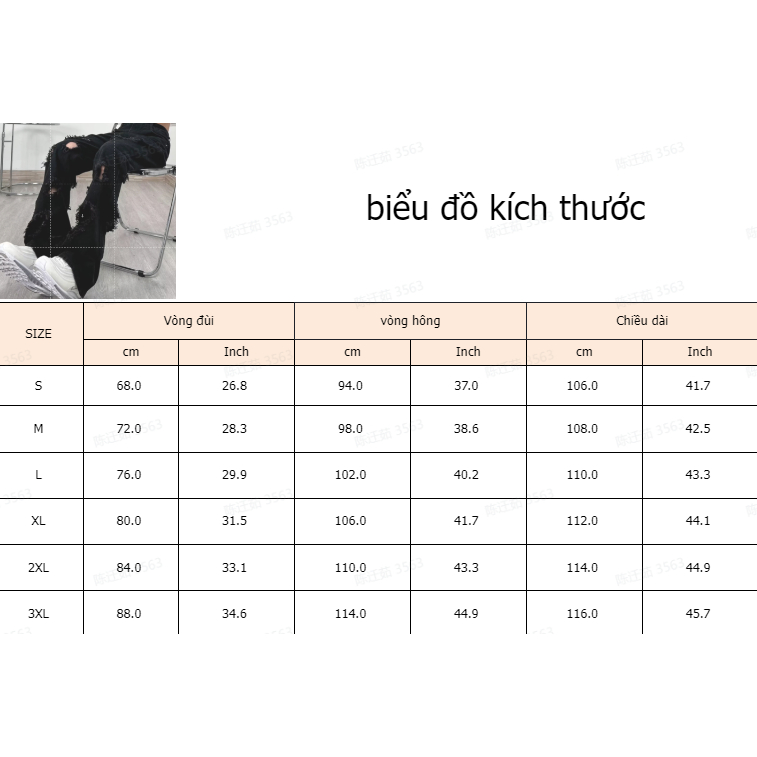 biểu đồ kích thước
SIZE Vòng đùi vòng hông Chiều dài
cm Inch cm Inch cm Inch
S 68.0 26.8 94.0 37.0 106.0 41.7
M 72.0 28.3 98.0 38.6 108.0 42.5
L 76.0 29.9 102.0 40.2 110.0 43.3
XL 80.0 31.5 106.0 41.7 112.0 44.1
2XL 84.0 33.1 110.0 43.3 114.0 44.9
3XL 88.0 34.6 114.0 44.9 116.0 45.7